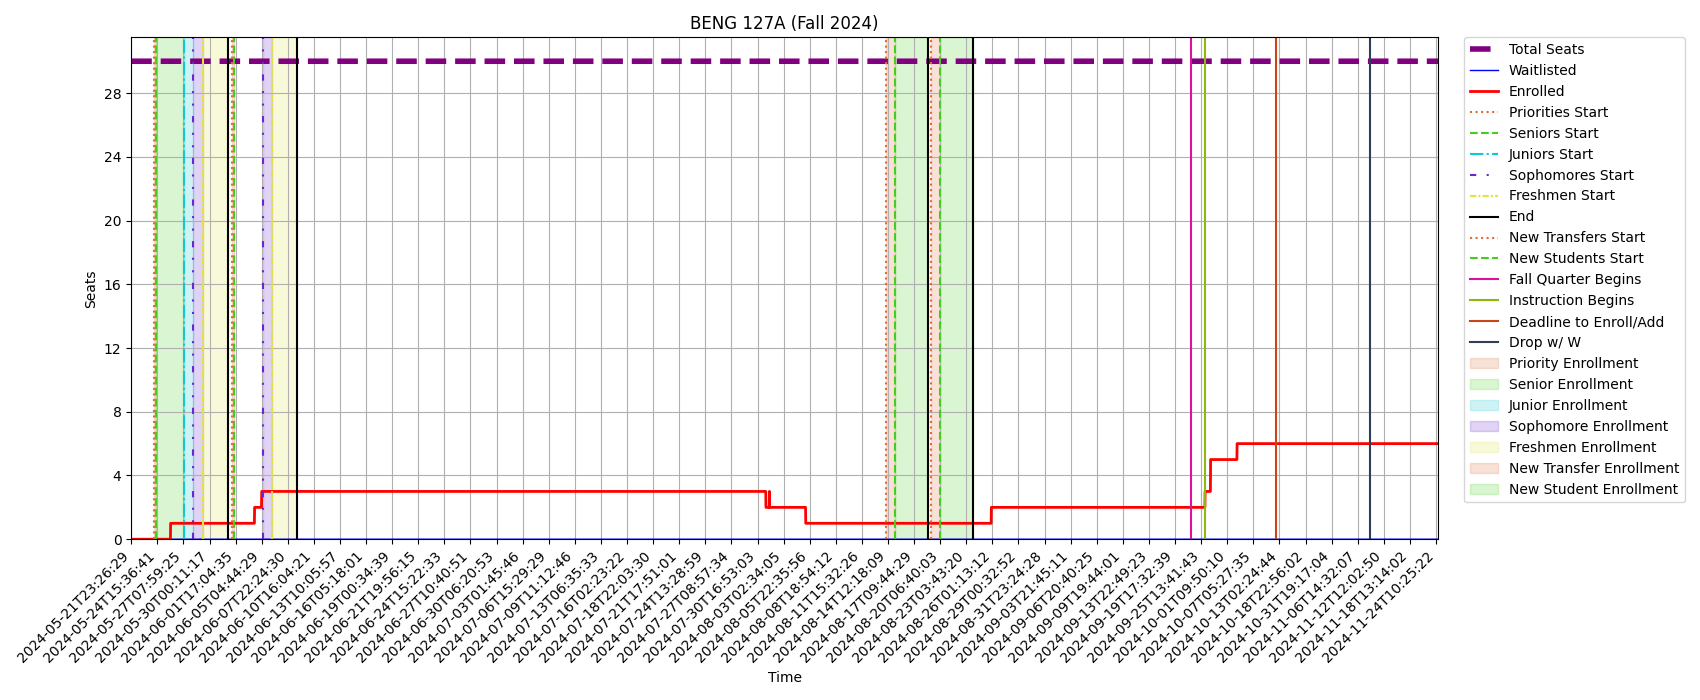 BENG 127A (Fall 2024)
Seats
28
24
20
16
12
8
4
0
2024-05-21T23:26:29
2024-05-24T15:36:41
2024-05-27T07:59:25
2024-05-30T00:11:17
2024-06-01T17:04:35
2024-06-05T04:44:29
2024-06-07T22:24:30
2024-06-10T16:04:21
2024-06-13T10:05:57
2024-06-16T05:18:01
2024-06-19T00:34:39
2024-06-21T19:56:15
2024-06-24T15:22:33
2024-06-27T10:40:51
2024-06-30T06:20:53
2024-07-03T01:45:46
2024-07-06T15:29:29
2024-07-09T11:12:46
2024-07-13T06:35:33
2024-07-16T02:23:22
2024-07-18T22:03:30
2024-07-21T17:51:01
2024-07-24T13:28:59
2024-07-27T08:57:34
2024-07-30T16:53:03
2024-08-03T02:34:05
2024-08-05T22:35:56
2024-08-08T18:54:12
2024-08-11T15:32:26
2024-08-14T12:18:09
2024-08-17T09:44:29
2024-08-20T06:40:03
2024-08-23T03:43:20
2024-08-26T01:13:12
2024-08-29T00:32:52
2024-08-31T23:24:28
2024-09-03T21:45:11
2024-09-06T20:40:25
2024-09-09T19:44:01
2024-09-13T22:49:23
2024-09-19T17:32:39
2024-09-25T13:41:43
2024-10-01T09:50:10
2024-10-07T05:27:35
2024-10-13T02:24:44
2024-10-18T22:56:02
2024-10-31T19:17:04
2024-11-06T14:32:07
2024-11-12T12:02:50
2024-11-18T13:14:02
2024-11-24T10:25:22
Time
Total Seats
Waitlisted
Enrolled
Priorities Start
Seniors Start
Juniors Start
Sophomores Start
Freshmen Start
End
New Transfers Start
New Students Start
Fall Quarter Begins
Instruction Begins
Deadline to Enroll/Add
Drop w/ W
Priority Enrollment
Senior Enrollment
Junior Enrollment
Sophomore Enrollment
Freshmen Enrollment
New Transfer Enrollment
New Student Enrollment